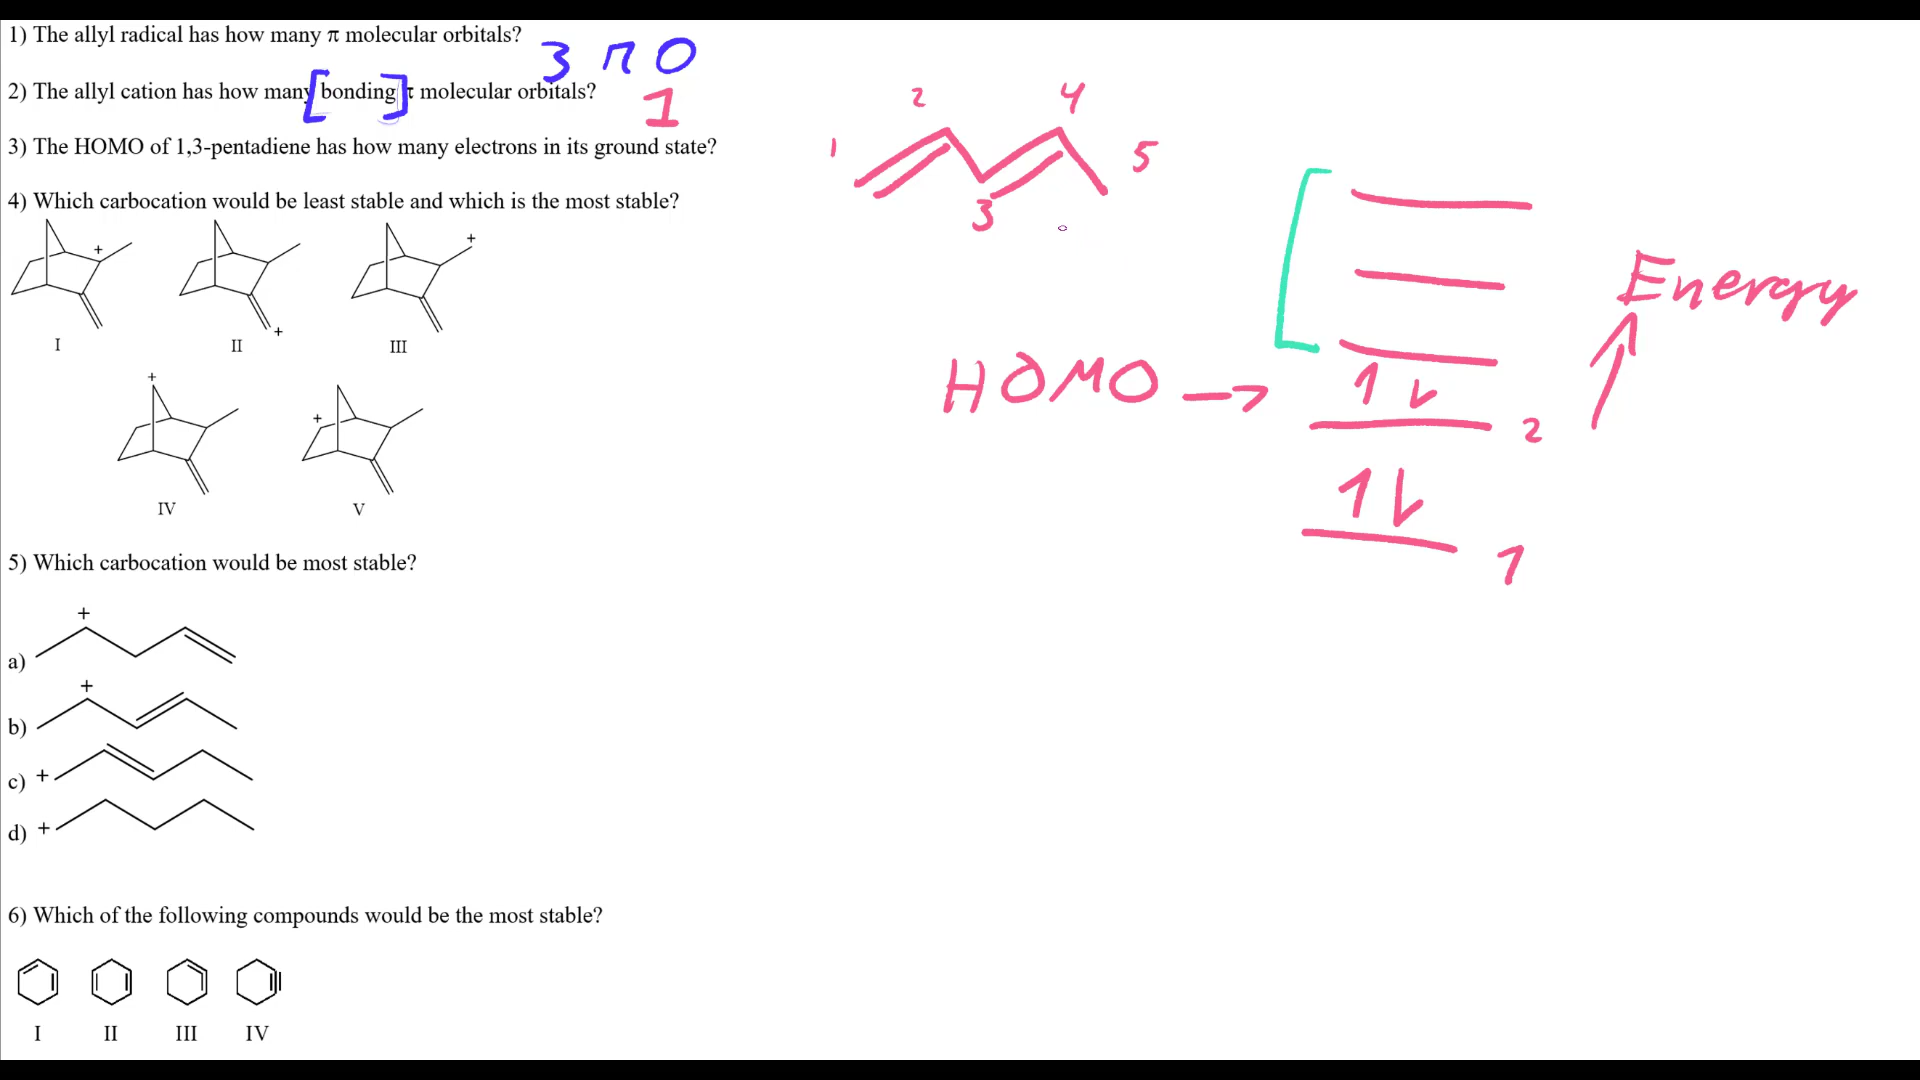 1) The allyl radical has how many π molecular orbitals?
3 π O
2) The allyl cation has how many [bonding] π molecular orbitals?
1
3) The HOMO of 1,3-pentadiene has how many electrons in its ground state?
4) Which carbocation would be least stable and which is the most stable?
+
+
+
I
II
III
+
+
IV
V
5) Which carbocation would be most stable?
+
a)
+
b)
c) +
d) +
6) Which of the following compounds would be the most stable?
I
II
III
IV
1
2
3
4
5
Energy
HOMO →
2
1